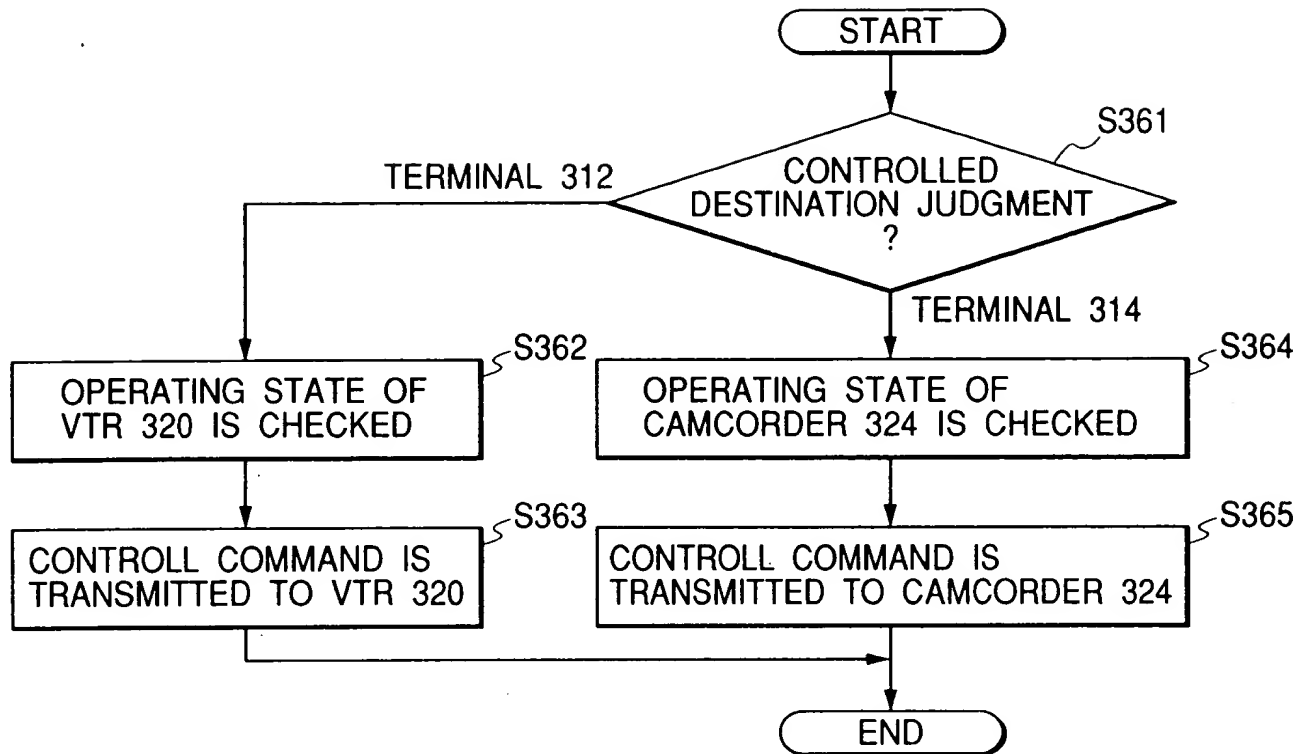 START
S361
CONTROLLED
DESTINATION JUDGMENT
?
TERMINAL 312
TERMINAL 314
S362
OPERATING STATE OF
VTR 320 IS CHECKED
S364
OPERATING STATE OF
CAMCORDER 324 IS CHECKED
S363
CONTROLL COMMAND IS
TRANSMITTED TO VTR 320
S365
CONTROLL COMMAND IS
TRANSMITTED TO CAMCORDER 324
END